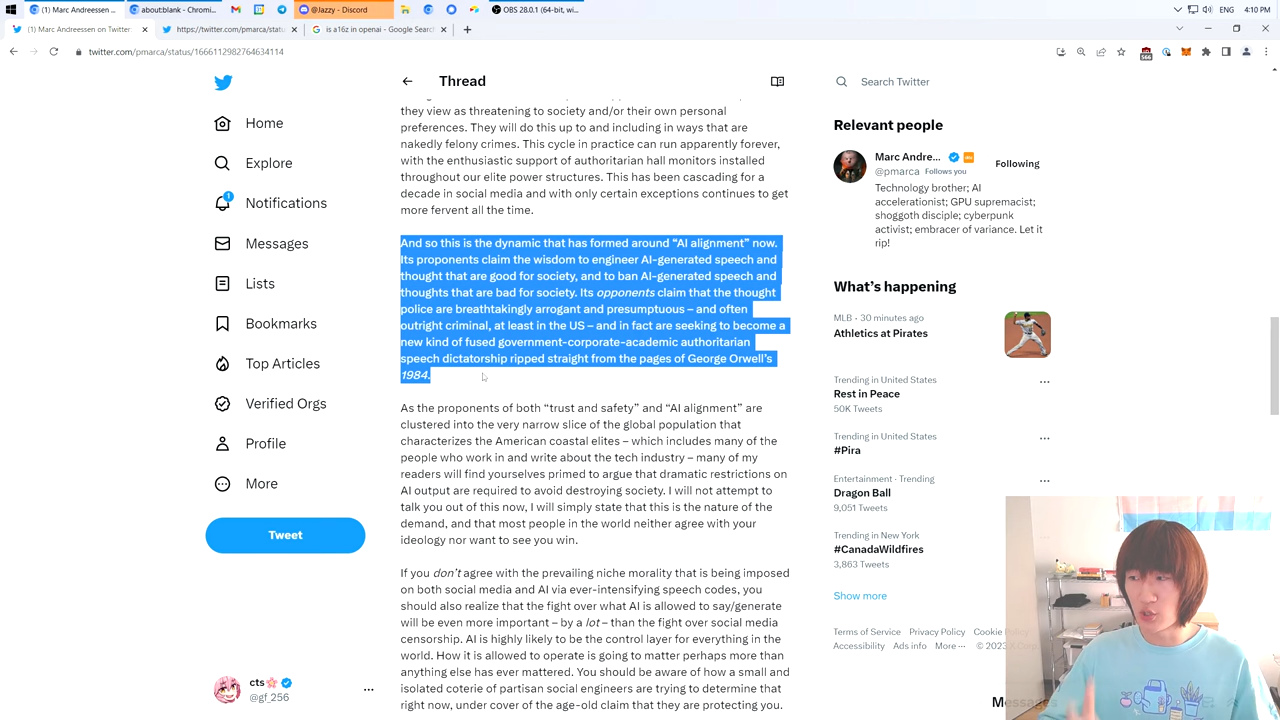 (1) Marc Andreessen ... - Chromi...
about:blank - Chromi...
@Jazzy - Discord
OBS 28.0.1 (64-bit, wi...
ENG
4:10 PM
(1) Marc Andreessen on Twitter
https://twitter.com/pmarca/statu
is a16z in openai - Google Searc
twitter.com/pmarca/status/1666112982764634114
566
Thread
Search Twitter
Home
Explore
1
Notifications
Messages
Lists
Bookmarks
Top Articles
Verified Orgs
Profile
More
Tweet
cts
@gf_256
they view as threatening to society and/or their own personal
preferences. They will do this up to and including in ways that are
nakedly felony crimes. This cycle in practice can run apparently forever,
with the enthusiastic support of authoritarian hall monitors installed
throughout our elite power structures. This has been cascading for a
decade in social media and with only certain exceptions continues to get
more fervent all the time.
And so this is the dynamic that has formed around “AI alignment” now.
Its proponents claim the wisdom to engineer AI-generated speech and
thought that are good for society, and to ban AI-generated speech and
thoughts that are bad for society. Its opponents claim that the thought
police are breathtakingly arrogant and presumptuous – and often
outright criminal, at least in the US – and in fact are seeking to become a
new kind of fused government-corporate-academic authoritarian
speech dictatorship ripped straight from the pages of George Orwell’s
1984.
As the proponents of both “trust and safety” and “AI alignment” are
clustered into the very narrow slice of the global population that
characterizes the American coastal elites – which includes many of the
people who work in and write about the tech industry – many of my
readers will find yourselves primed to argue that dramatic restrictions on
AI output are required to avoid destroying society. I will not attempt to
talk you out of this now, I will simply state that this is the nature of the
demand, and that most people in the world neither agree with your
ideology nor want to see you win.
If you don’t agree with the prevailing niche morality that is being imposed
on both social media and AI via ever-intensifying speech codes, you
should also realize that the fight over what AI is allowed to say/generate
will be even more important – by a lot – than the fight over social media
censorship. AI is highly likely to be the control layer for everything in the
world. How it is allowed to operate is going to matter perhaps more than
anything else has ever mattered. You should be aware of how a small and
isolated coterie of partisan social engineers are trying to determine that
right now, under cover of the age-old claim that they are protecting you.
Relevant people
Marc Andre...
@pmarca Follows you
Following
Technology brother; AI
accelerationist; GPU supremacist;
shoggoth disciple; cyberpunk
activist; embracer of variance. Let it
rip!
What’s happening
MLB · 30 minutes ago
Athletics at Pirates
Trending in United States
Rest in Peace
50K Tweets
Trending in United States
#Pira
Entertainment · Trending
Dragon Ball
9,051 Tweets
Trending in New York
#CanadaWildfires
3,863 Tweets
Show more
Terms of Service Privacy Policy Cookie
Accessibility Ads info More ··· © 2023 X Corp.
Messages